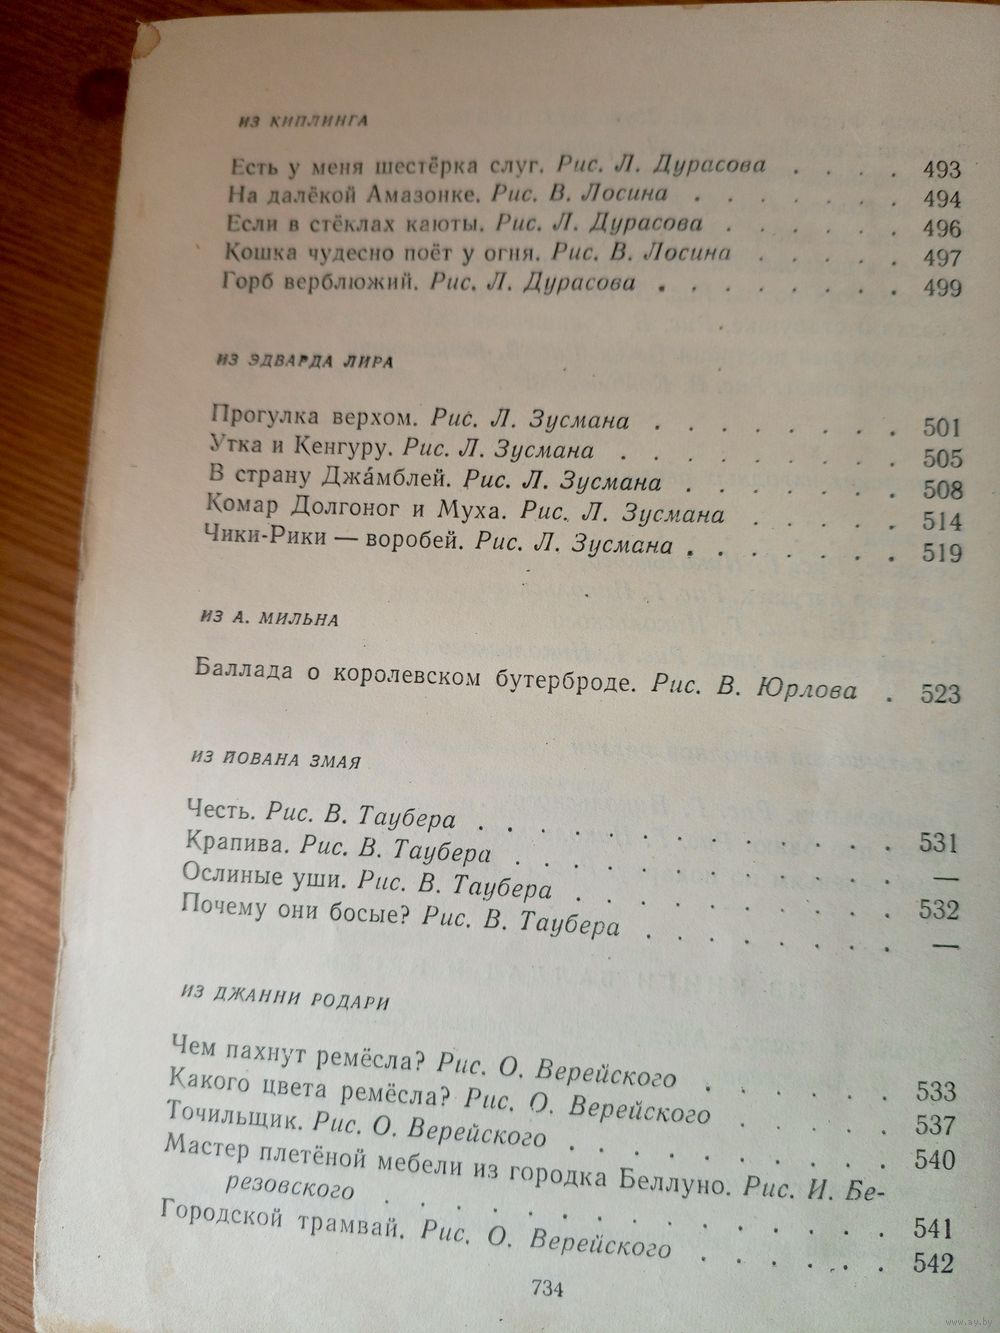 ИЗ КИПЛИНГА
Есть у меня шестёрка слуг. Рис. Л. Дурасова . . . . 493
На далёкой Амазонке. Рис. В. Лосина . . . . . . . 494
Если в стёклах каюты. Рис. Л. Дурасова . . . . . . 496
Кошка чудесно поёт у огня. Рис. В. Лосина . . . . . 497
Горб верблюжий. Рис. Л. Дурасова . . . . . . . . 499
ИЗ ЭДВАРДА ЛИРА
Прогулка верхом. Рис. Л. Зусмана . . . . . . . . 501
Утка и Кенгуру. Рис. Л. Зусмана . . . . . . . . . 505
В страну Джа́мблей. Рис. Л. Зусмана . . . . . . . 508
Комар Долгоног и Муха. Рис. Л. Зусмана . . . . . 514
Чики-Рики — воробей. Рис. Л. Зусмана . . . . . . . 519
ИЗ А. МИЛЬНА
Баллада о королевском бутерброде. Рис. В. Юрлова . 523
ИЗ ЙОВАНА ЗМАЯ
Честь. Рис. В. Таубера . . . . . . . . . . . . . 531
Крапива. Рис. В. Таубера . . . . . . . . . . . . —
Ослиные уши. Рис. В. Таубера . . . . . . . . . . 532
Почему они босые? Рис. В. Таубера . . . . . . . . —
ИЗ ДЖАННИ РОДАРИ
Чем пахнут ремёсла? Рис. О. Верейского . . . . . . 533
Какого цвета ремёсла? Рис. О. Верейского . . . . . 537
Точильщик. Рис. О. Верейского . . . . . . . . . . 540
Мастер плетёной мебели из городка Беллуно. Рис. И. Бе-
резовского . . . . . . . . . . . . . . . 541
Городской трамвай. Рис. О. Верейского . . . . . . . 542
734
www.ay.by